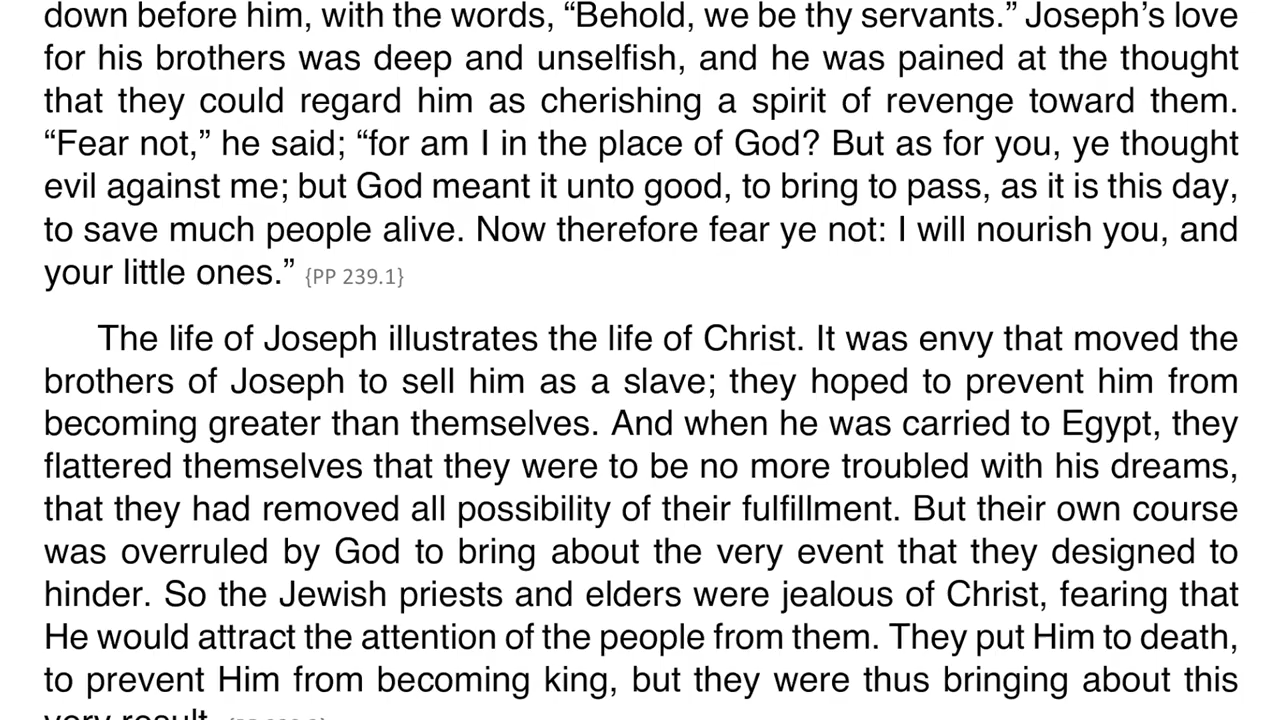 down before him, with the words, “Behold, we be thy servants.” Joseph’s love
for his brothers was deep and unselfish, and he was pained at the thought
that they could regard him as cherishing a spirit of revenge toward them.
“Fear not,” he said; “for am I in the place of God? But as for you, ye thought
evil against me; but God meant it unto good, to bring to pass, as it is this day,
to save much people alive. Now therefore fear ye not: I will nourish you, and
your little ones.” {PP 239.1}
The life of Joseph illustrates the life of Christ. It was envy that moved the
brothers of Joseph to sell him as a slave; they hoped to prevent him from
becoming greater than themselves. And when he was carried to Egypt, they
flattered themselves that they were to be no more troubled with his dreams,
that they had removed all possibility of their fulfillment. But their own course
was overruled by God to bring about the very event that they designed to
hinder. So the Jewish priests and elders were jealous of Christ, fearing that
He would attract the attention of the people from them. They put Him to death,
to prevent Him from becoming king, but they were thus bringing about this
very result.